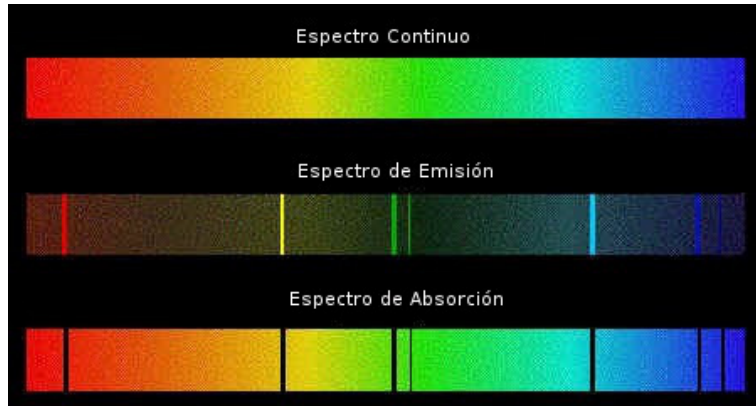 Espectro Continuo
Espectro de Emisión
Espectro de Absorción